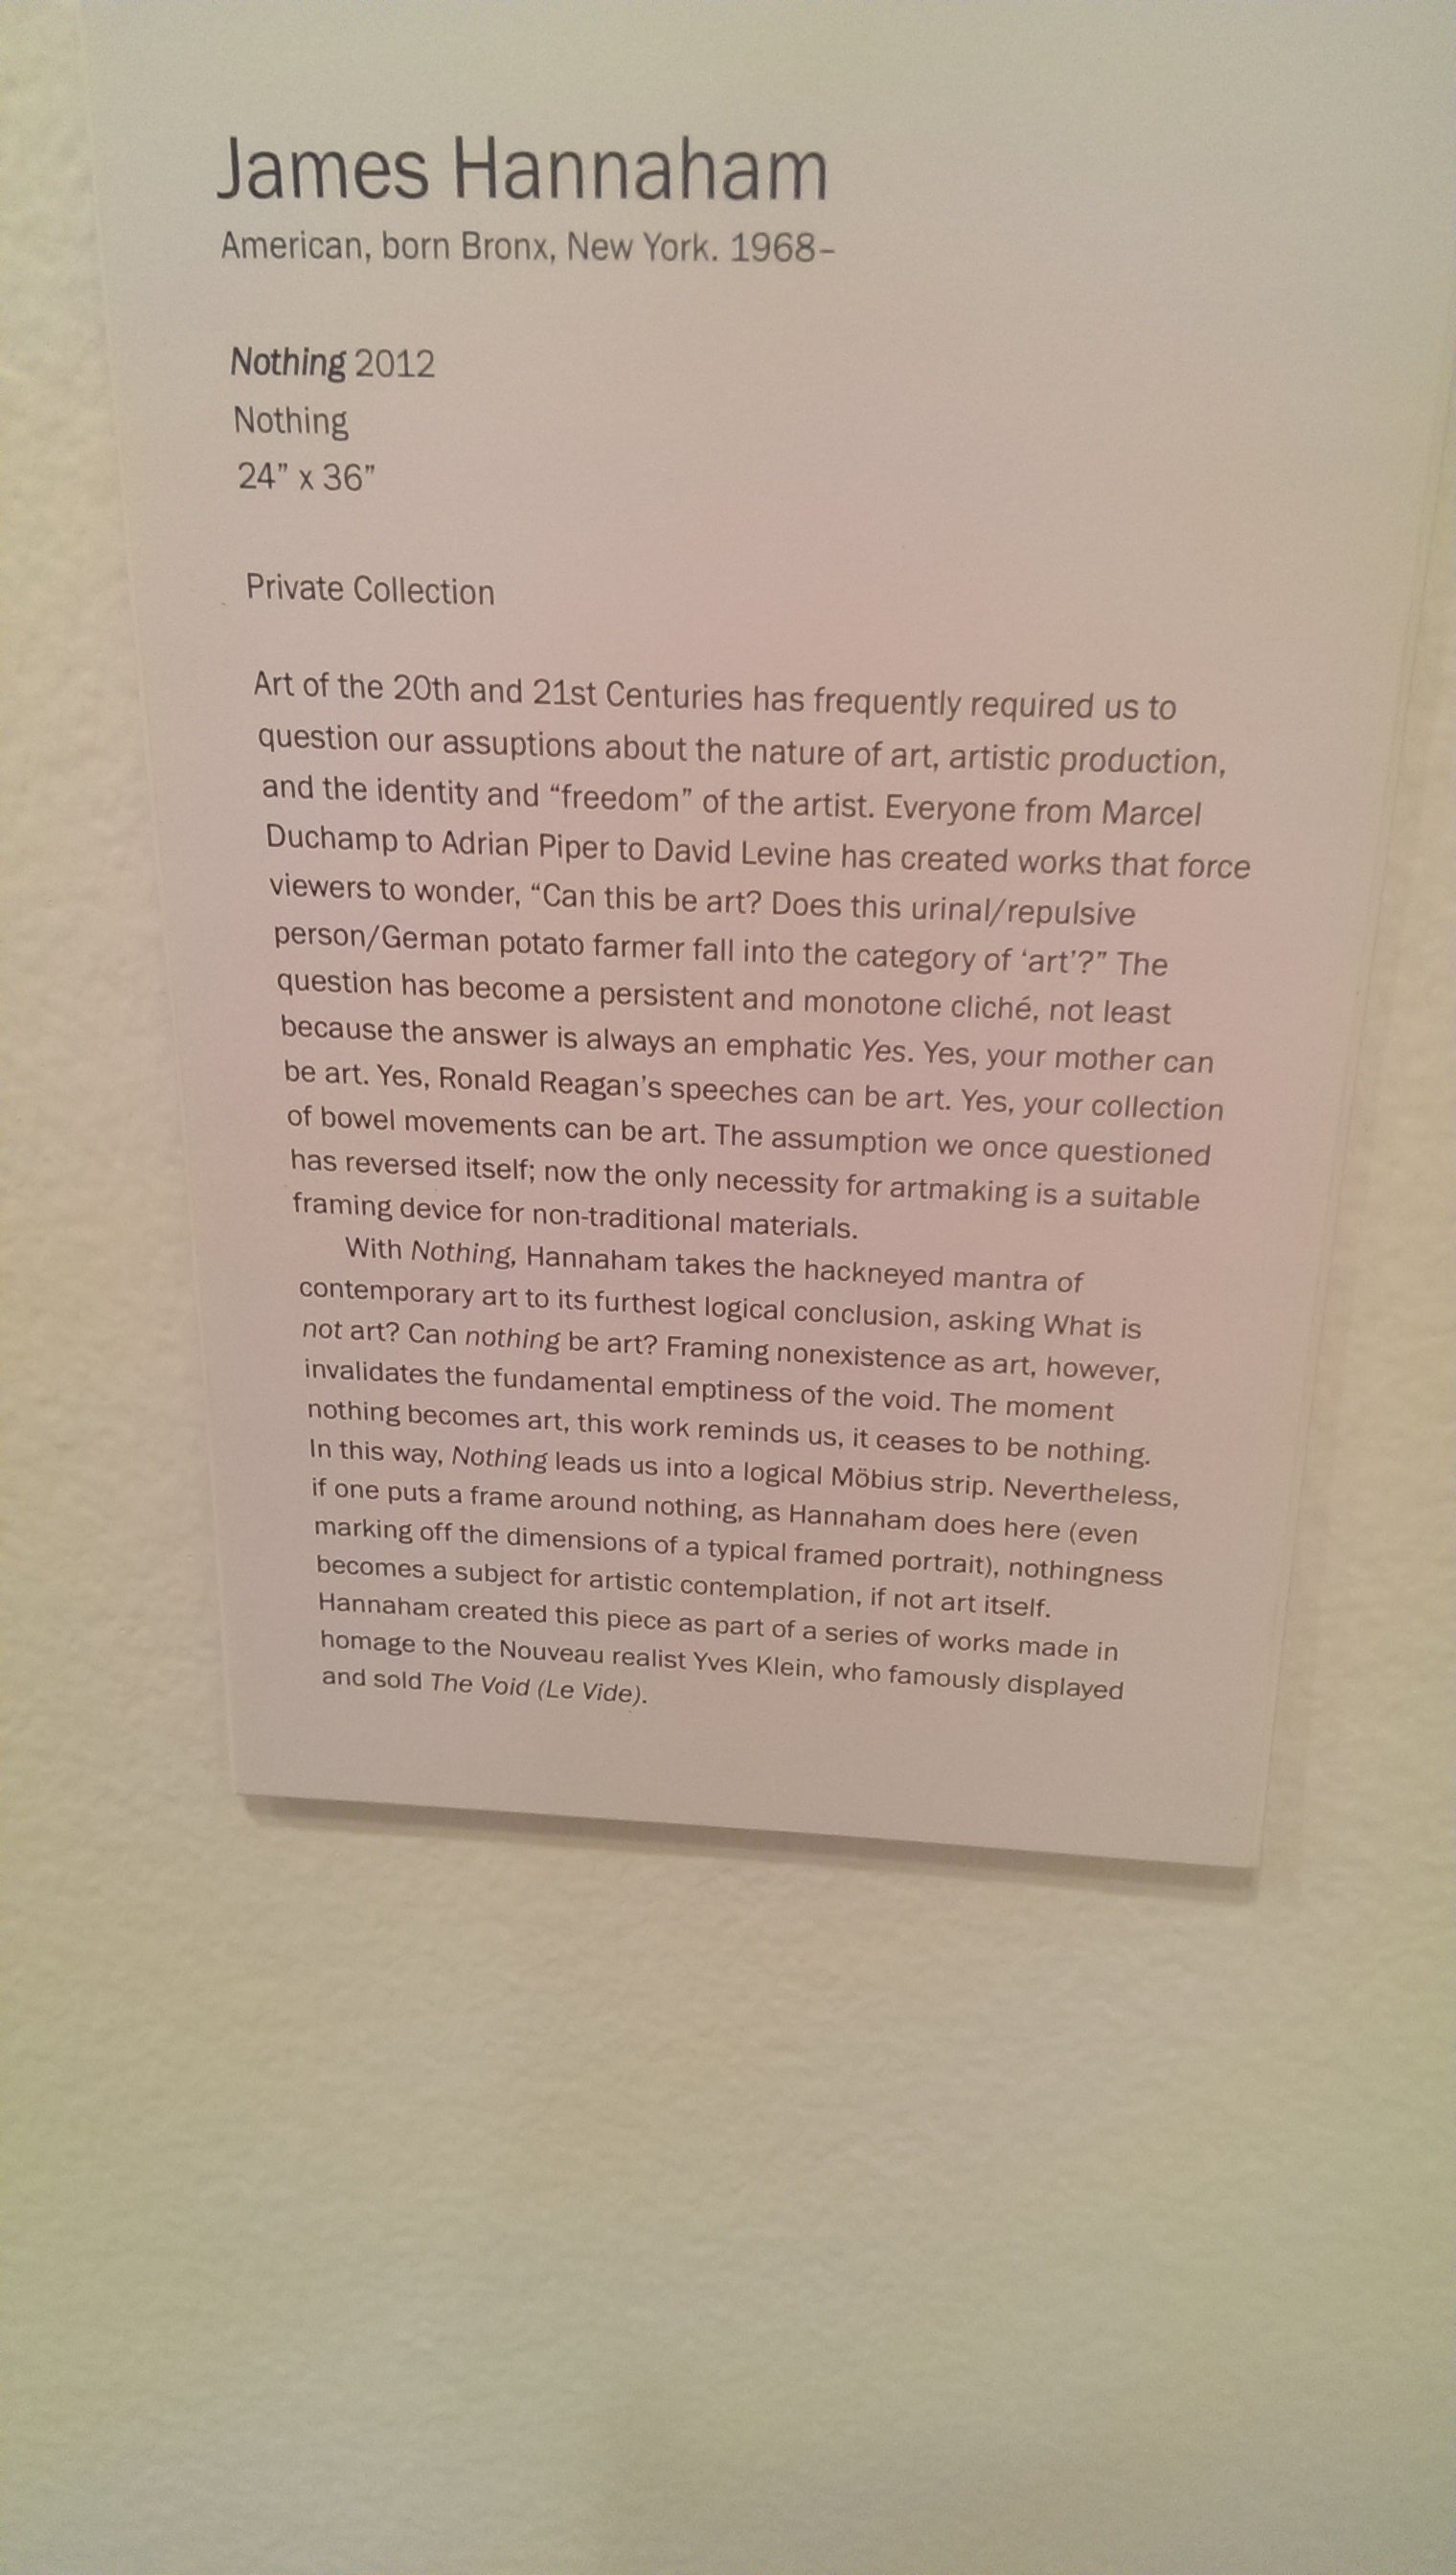 James Hannaham
American, born Bronx, New York. 1968–
Nothing 2012
Nothing
24” x 36”
Private Collection
Art of the 20th and 21st Centuries has frequently required us to
question our assuptions about the nature of art, artistic production,
and the identity and “freedom” of the artist. Everyone from Marcel
Duchamp to Adrian Piper to David Levine has created works that force
viewers to wonder, “Can this be art? Does this urinal/repulsive
person/German potato farmer fall into the category of ‘art’?” The
question has become a persistent and monotone cliché, not least
because the answer is always an emphatic Yes. Yes, your mother can
be art. Yes, Ronald Reagan’s speeches can be art. Yes, your collection
of bowel movements can be art. The assumption we once questioned
has reversed itself; now the only necessity for artmaking is a suitable
framing device for non-traditional materials.
With Nothing, Hannaham takes the hackneyed mantra of
contemporary art to its furthest logical conclusion, asking What is
not art? Can nothing be art? Framing nonexistence as art, however,
invalidates the fundamental emptiness of the void. The moment
nothing becomes art, this work reminds us, it ceases to be nothing.
In this way, Nothing leads us into a logical Möbius strip. Nevertheless,
if one puts a frame around nothing, as Hannaham does here (even
marking off the dimensions of a typical framed portrait), nothingness
becomes a subject for artistic contemplation, if not art itself.
Hannaham created this piece as part of a series of works made in
homage to the Nouveau realist Yves Klein, who famously displayed
and sold The Void (Le Vide).